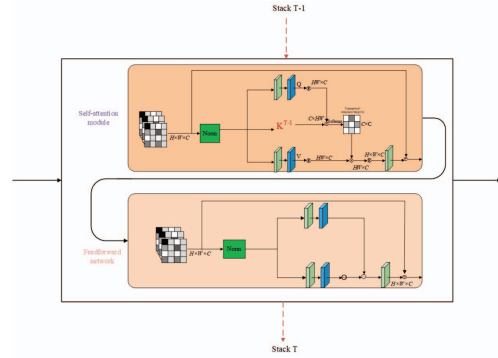 Stack T-1
Self-attention
module
H×W×C
Norm
Q
HW×C
K^T-1
C×HW
C×C
V
HW×C
HW×C
H×W×C
Feedforward
network
H×W×C
Norm
H×W×C
Stack T